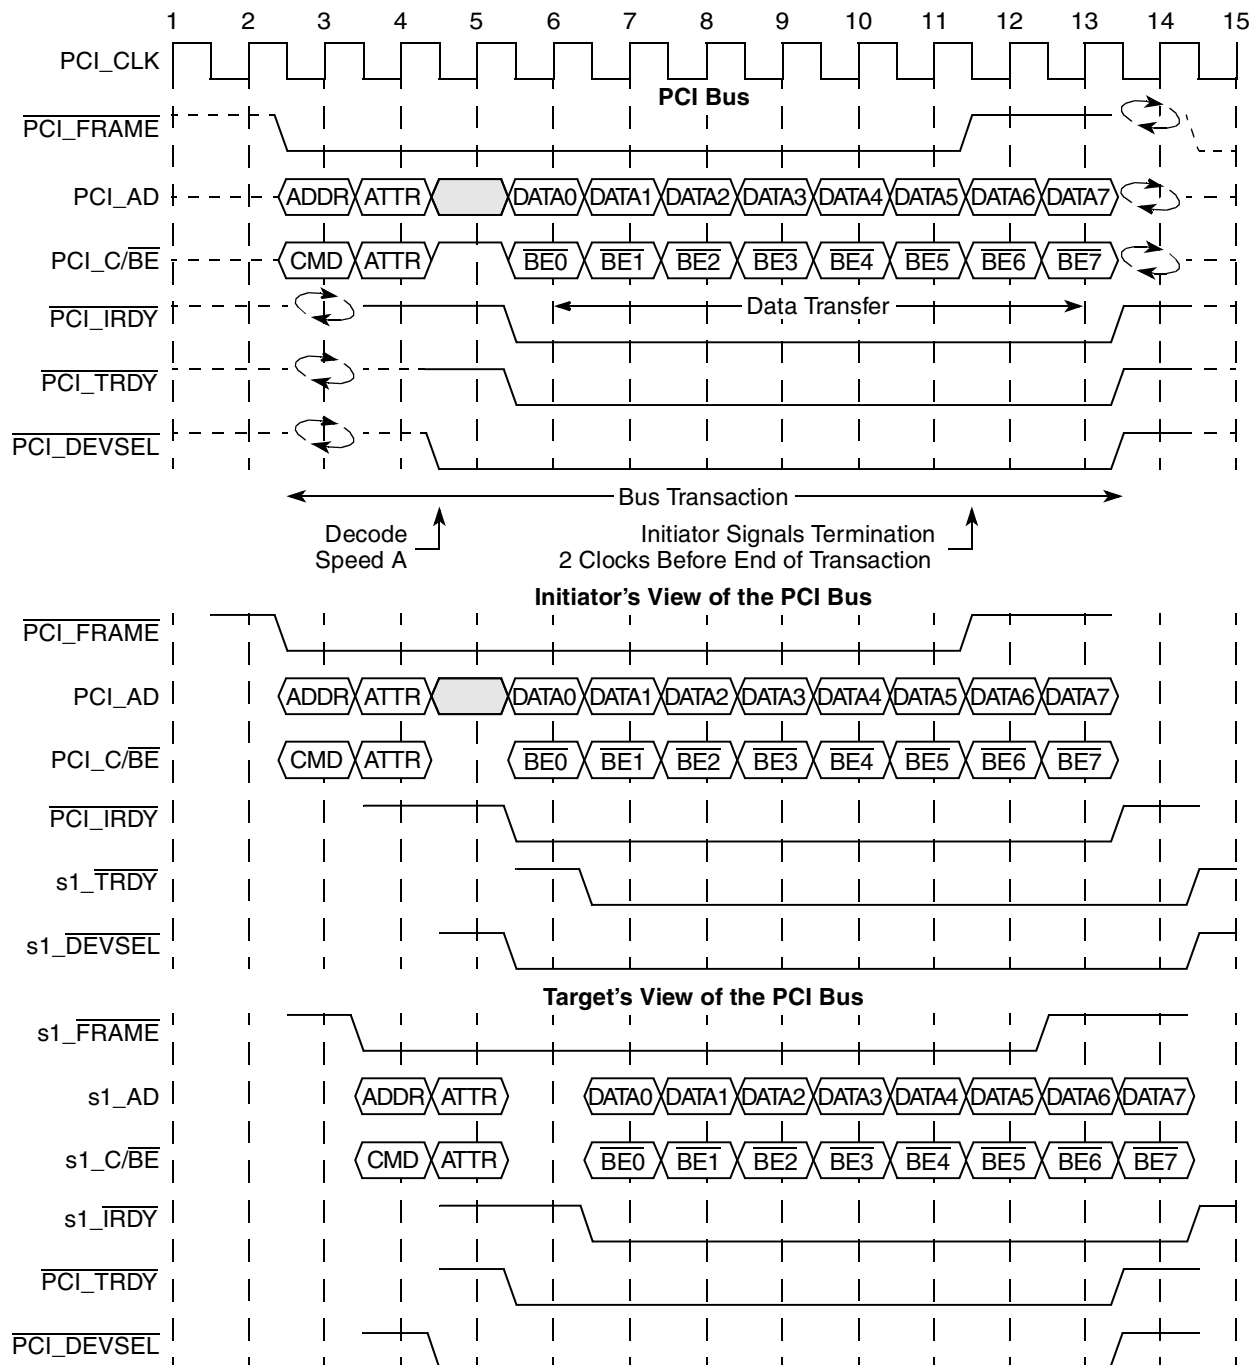 1 2 3 4 5 6 7 8 9 10 11 12 13 14 15
PCI_CLK
PCI Bus
PCI_FRAME
PCI_AD ADDR ATTR DATA0 DATA1 DATA2 DATA3 DATA4 DATA5 DATA6 DATA7
PCI_C/BE CMD ATTR BE0 BE1 BE2 BE3 BE4 BE5 BE6 BE7
PCI_IRDY Data Transfer
PCI_TRDY
PCI_DEVSEL
Bus Transaction
Decode
Speed A
Initiator Signals Termination
2 Clocks Before End of Transaction
Initiator's View of the PCI Bus
PCI_FRAME
PCI_AD ADDR ATTR DATA0 DATA1 DATA2 DATA3 DATA4 DATA5 DATA6 DATA7
PCI_C/BE CMD ATTR BE0 BE1 BE2 BE3 BE4 BE5 BE6 BE7
PCI_IRDY
s1_TRDY
s1_DEVSEL
Target's View of the PCI Bus
s1_FRAME
s1_AD ADDR ATTR DATA0 DATA1 DATA2 DATA3 DATA4 DATA5 DATA6 DATA7
s1_C/BE CMD ATTR BE0 BE1 BE2 BE3 BE4 BE5 BE6 BE7
s1_IRDY
PCI_TRDY
PCI_DEVSEL